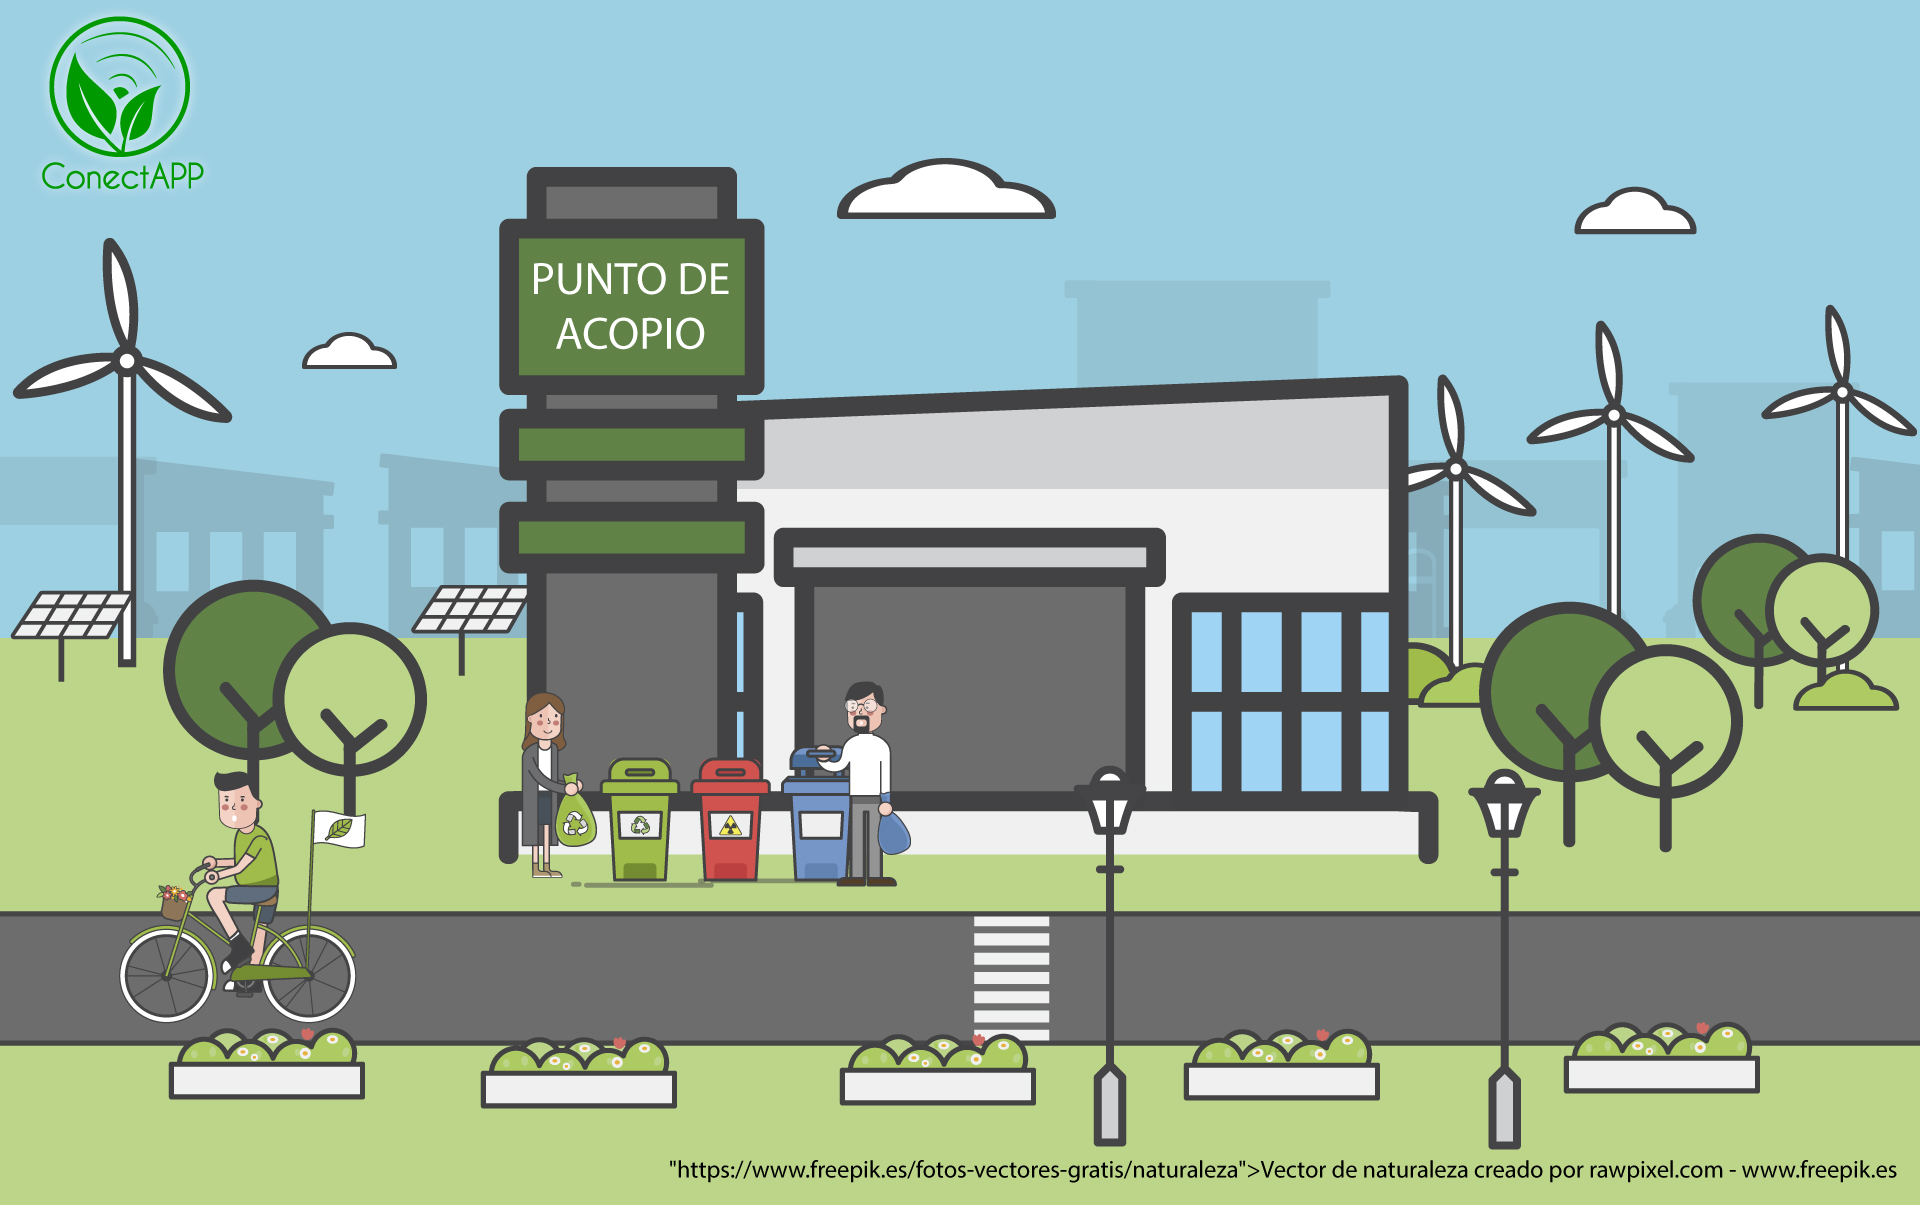 ConectAPP
PUNTO DE
ACOPIO
"https://www.freepik.es/fotos-vectores-gratis/naturaleza">Vector de naturaleza creado por rawpixel.com - www.freepik.es